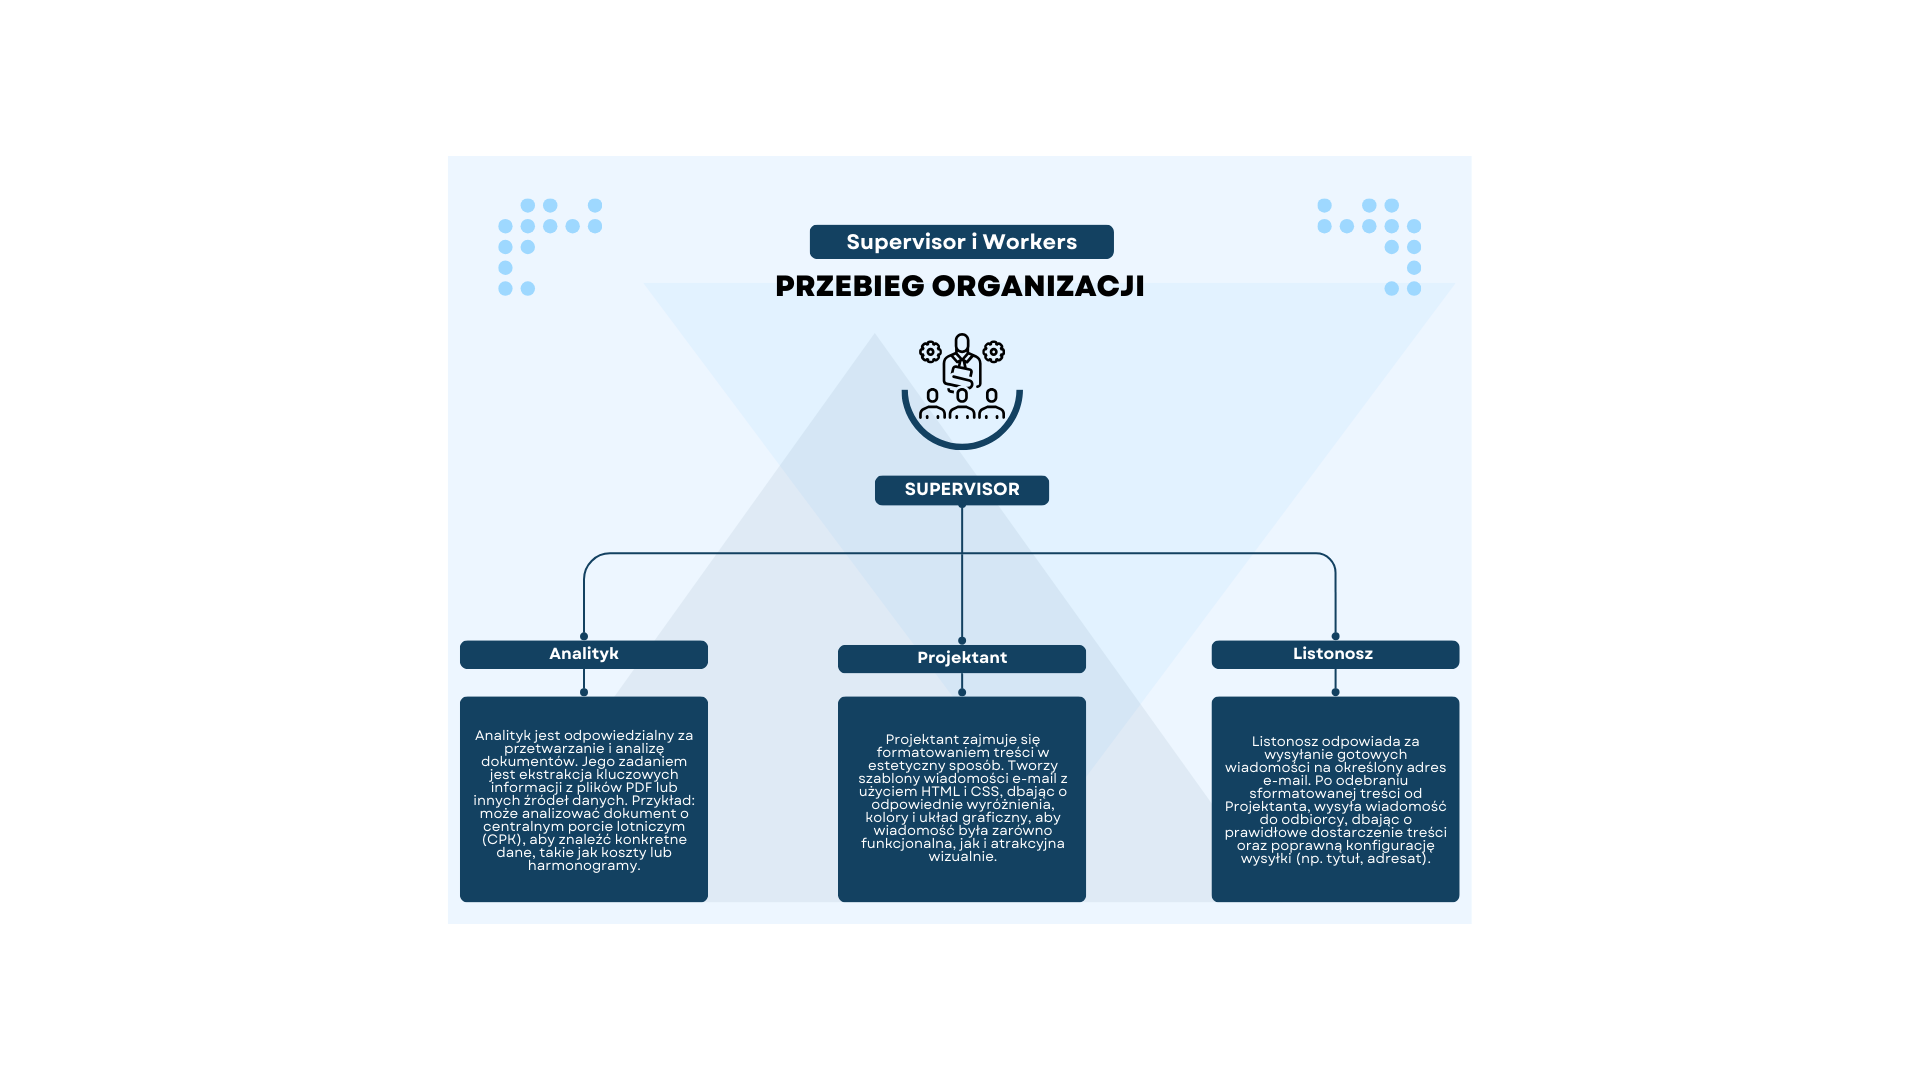 Supervisor i Workers
PRZEBIEG ORGANIZACJI
SUPERVISOR
Analityk
Analityk jest odpowiedzialny za
przetwarzanie i analizę
dokumentów. Jego zadaniem
jest ekstrakcja kluczowych
informacji z plików PDF lub
innych źródeł danych. Przykład:
może analizować dokument o
centralnym porcie lotniczym
(CPK), aby znaleźć konkretne
dane, takie jak koszty lub
harmonogramy.
Projektant
Projektant zajmuje się
formatowaniem treści w
estetyczny sposób. Tworzy
szablony wiadomości e-mail z
użyciem HTML i CSS, dbając o
odpowiednie wyróżnienia,
kolory i układ graficzny, aby
wiadomość była zarówno
funkcjonalna, jak i atrakcyjna
wizualnie.
Listonosz
Listonosz odpowiada za
wysyłanie gotowych
wiadomości na określony adres
e-mail. Po odebraniu
sformatowanej treści od
Projektanta, wysyła wiadomość
do odbiorcy, dbając o
prawidłowe dostarczenie treści
oraz poprawną konfigurację
wysyłki (np. tytuł, adresat).